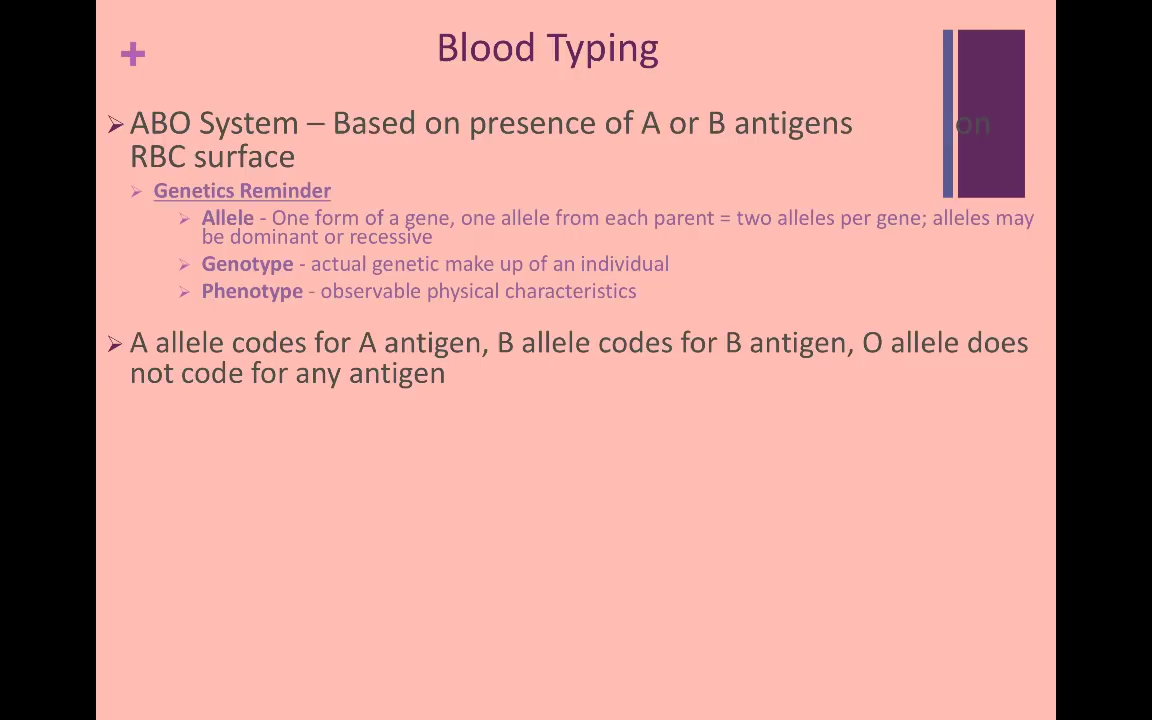 +
Blood Typing
ABO System – Based on presence of A or B antigens on
RBC surface
Genetics Reminder
Allele - One form of a gene, one allele from each parent = two alleles per gene; alleles may
be dominant or recessive
Genotype - actual genetic make up of an individual
Phenotype - observable physical characteristics
A allele codes for A antigen, B allele codes for B antigen, O allele does
not code for any antigen